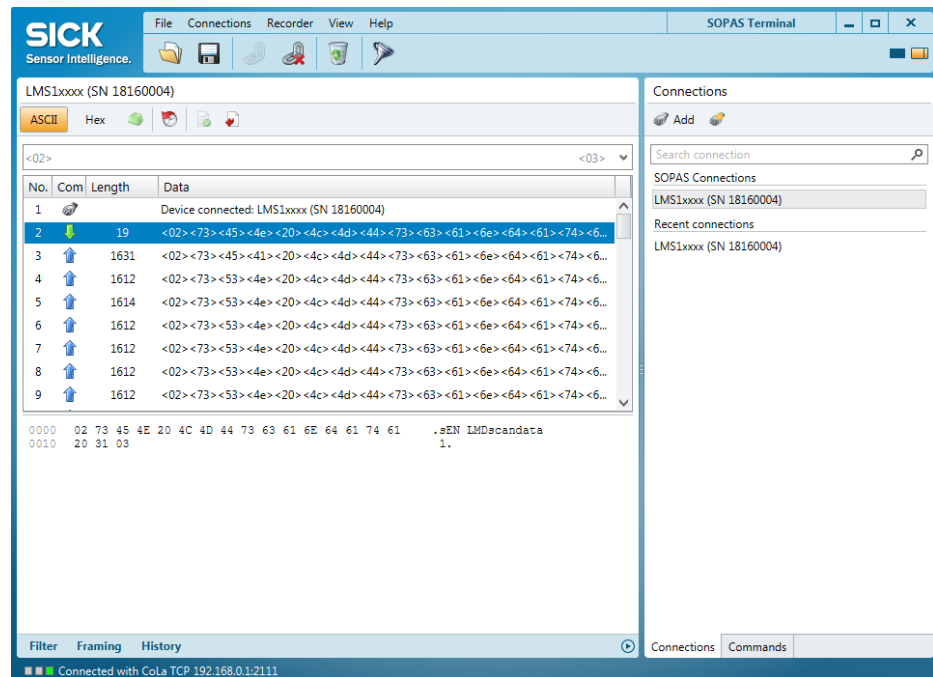 SICK
Sensor Intelligence.
File Connections Recorder View Help
SOPAS Terminal
LMS1xxxx (SN 18160004)
ASCII Hex
<02> <03>
No. Com Length Data
1 Device connected: LMS1xxxx (SN 18160004)
2 19 <02><73><45><4e><20><4c><4d><44><73><63><61><6e><64><61><74><6...
3 1631 <02><73><45><41><20><4c><4d><44><73><63><61><6e><64><61><74><6...
4 1612 <02><73><53><4e><20><4c><4d><44><73><63><61><6e><64><61><74><6...
5 1614 <02><73><53><4e><20><4c><4d><44><73><63><61><6e><64><61><74><6...
6 1612 <02><73><53><4e><20><4c><4d><44><73><63><61><6e><64><61><74><6...
7 1612 <02><73><53><4e><20><4c><4d><44><73><63><61><6e><64><61><74><6...
8 1612 <02><73><53><4e><20><4c><4d><44><73><63><61><6e><64><61><74><6...
9 1612 <02><73><53><4e><20><4c><4d><44><73><63><61><6e><64><61><74><6...
0000 02 73 45 4E 20 4C 4D 44 73 63 61 6E 64 61 74 61 .sEN LMDscandata
0010 20 31 03 1.
Filter Framing History
Connections
Add
Search connection
SOPAS Connections
LMS1xxxx (SN 18160004)
Recent connections
LMS1xxxx (SN 18160004)
Connections Commands
Connected with CoLa TCP 192.168.0.1:2111